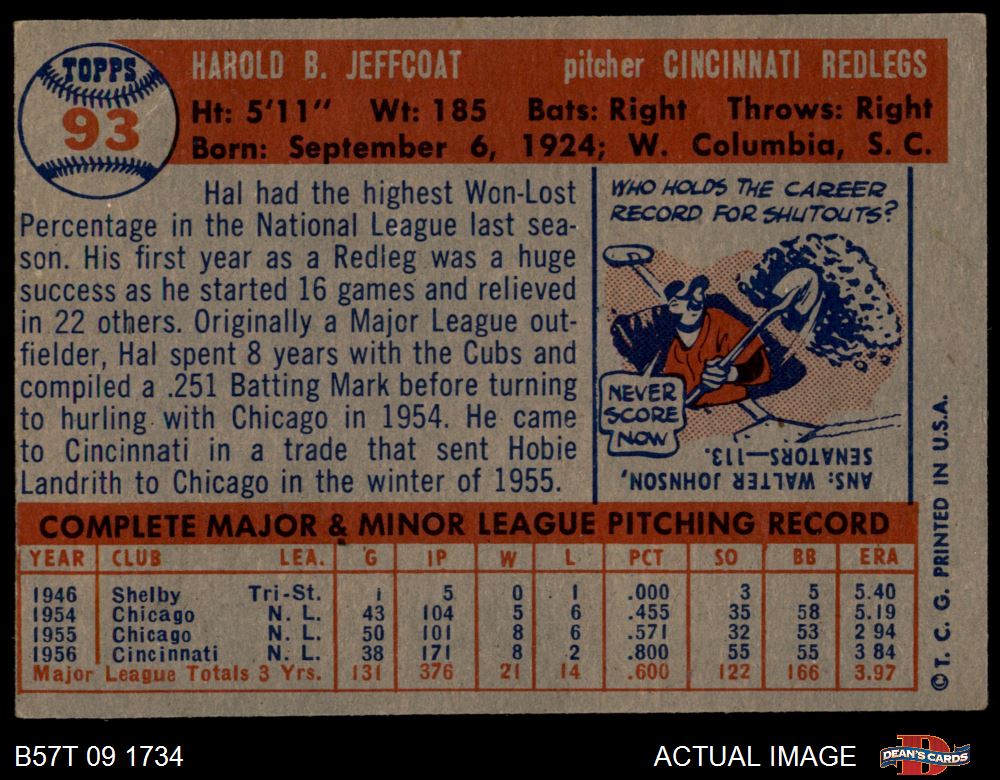 TOPPS
93
HAROLD B. JEFFCOAT pitcher CINCINNATI REDLEGS
Ht: 5'11" Wt: 185 Bats: Right Throws: Right
Born: September 6, 1924; W. Columbia, S. C.
Hal had the highest Won-Lost
Percentage in the National League last sea-
son. His first year as a Redleg was a huge
success as he started 16 games and relieved
in 22 others. Originally a Major League out-
fielder, Hal spent 8 years with the Cubs and
compiled a .251 Batting Mark before turning
to hurling with Chicago in 1954. He came
to Cincinnati in a trade that sent Hobie
Landrith to Chicago in the winter of 1955.
WHO HOLDS THE CAREER
RECORD FOR SHUTOUTS?
NEVER
SCORE
NOW
ANS: WALTER JOHNSON,
SENATORS—113.
COMPLETE MAJOR & MINOR LEAGUE PITCHING RECORD
YEAR CLUB LEA. G IP W L PCT SO BB ERA
1946 Shelby Tri-St. 1 5 0 1 .000 3 5 5.40
1954 Chicago N. L. 43 104 5 6 .455 35 58 5.19
1955 Chicago N. L. 50 101 8 6 .571 32 53 2 94
1956 Cincinnati N. L. 38 171 8 2 .800 55 55 3 84
Major League Totals 3 Yrs. 131 376 21 14 .600 122 166 3.97
© T. C. G. PRINTED IN U.S.A.
B57T 09 1734 ACTUAL IMAGE DEAN'S CARDS